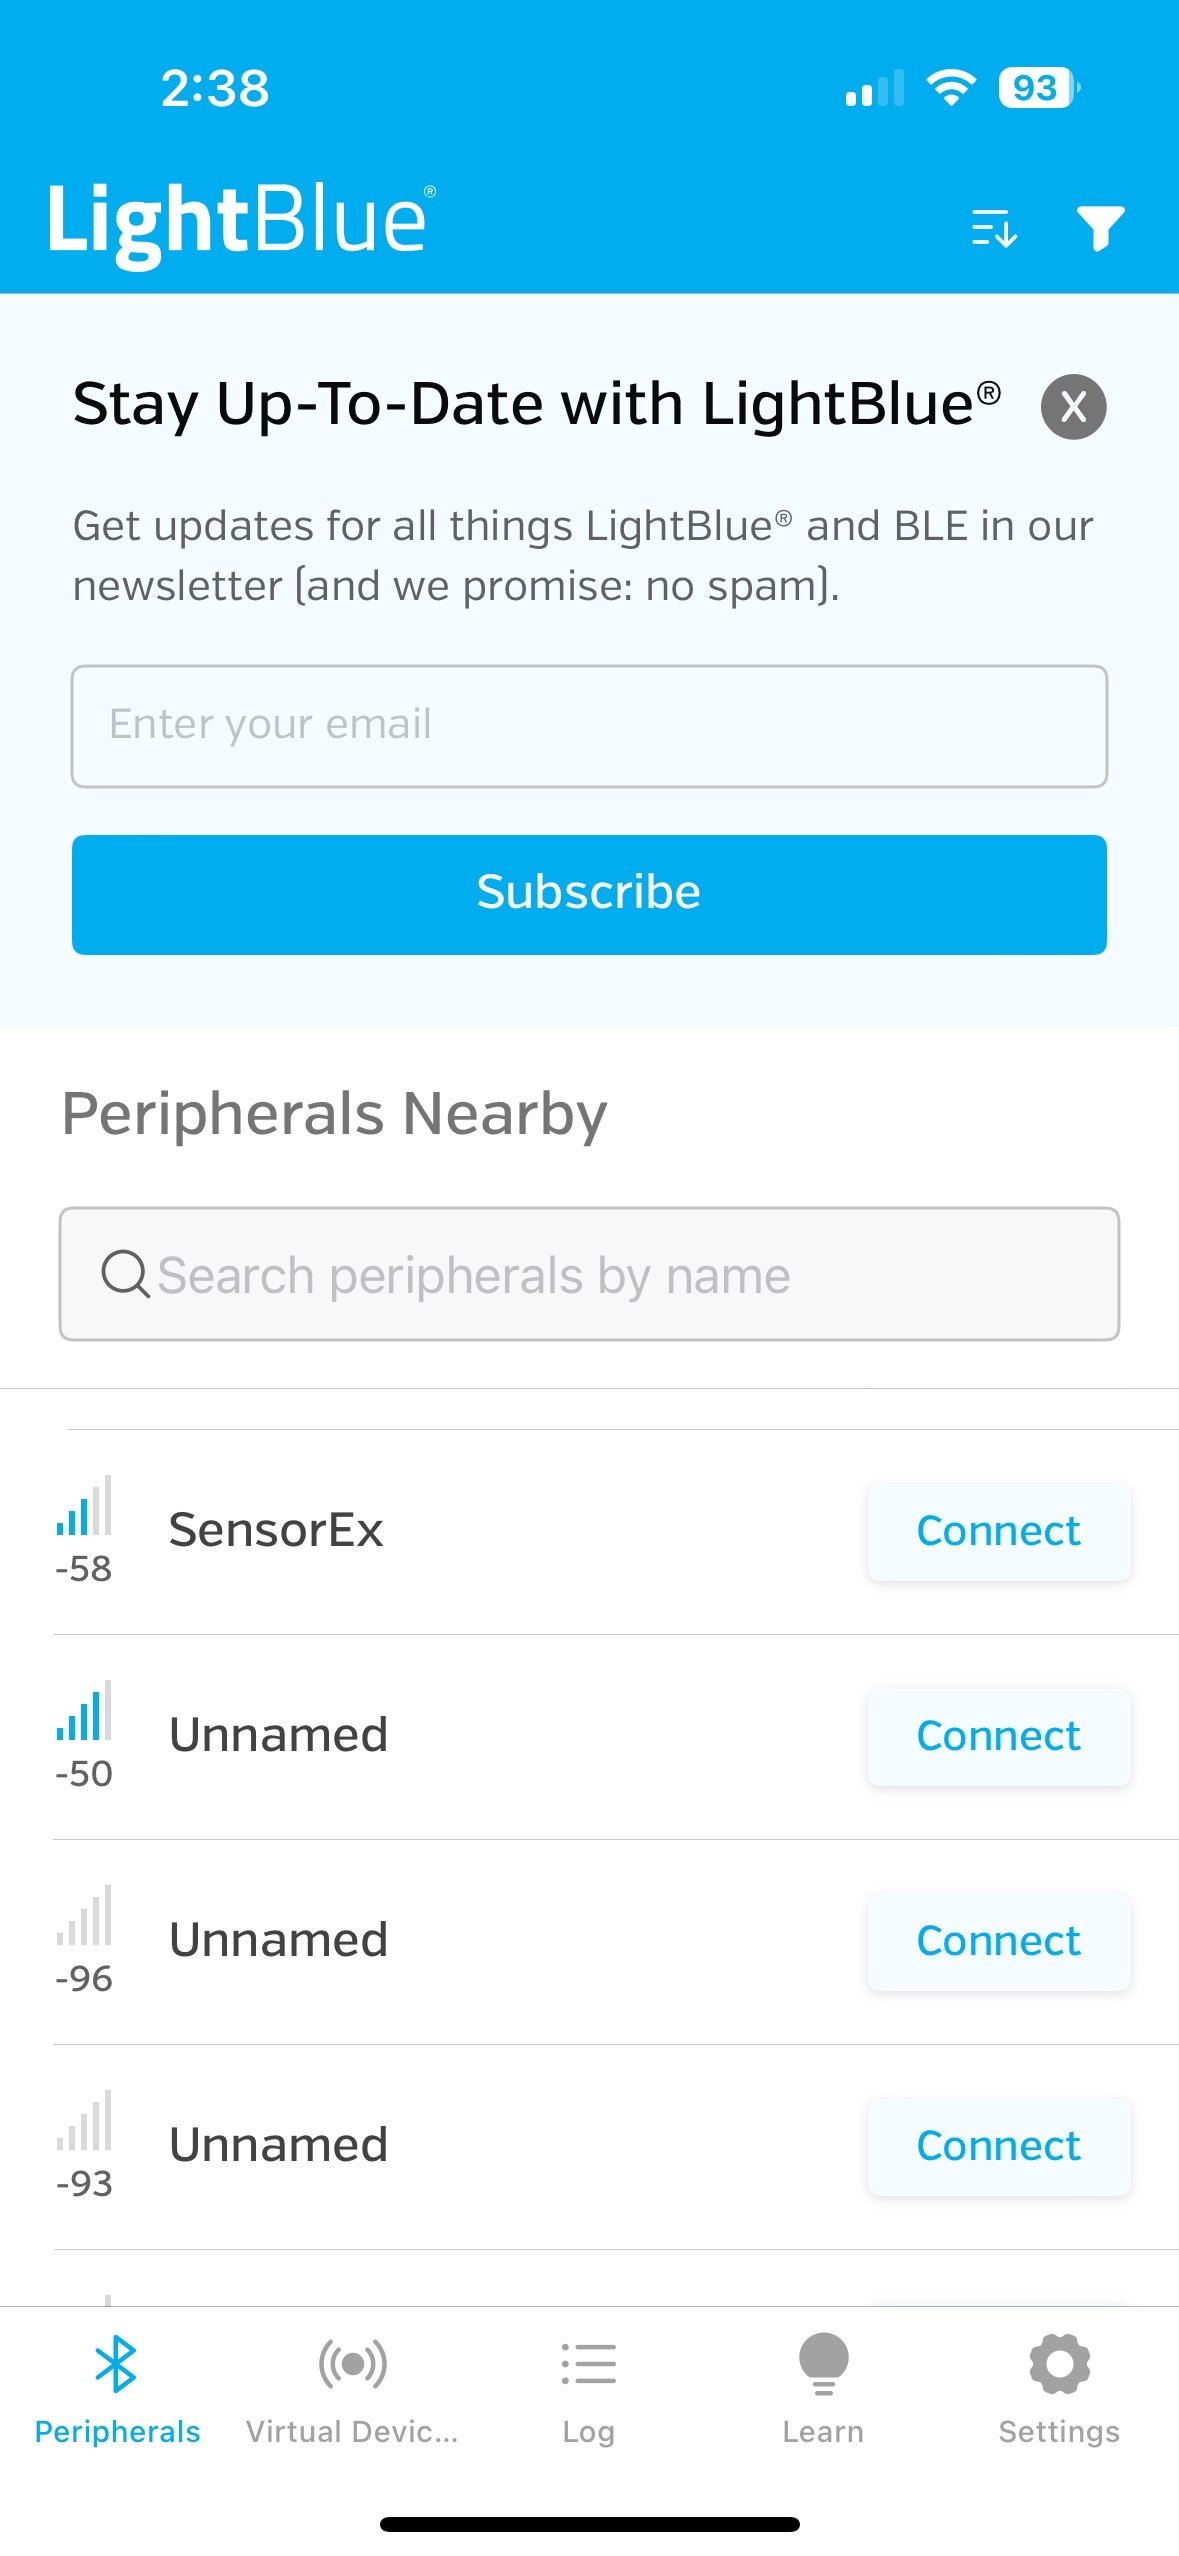 2:38
93
LightBlue®
Stay Up-To-Date with LightBlue®
X
Get updates for all things LightBlue® and BLE in our
newsletter (and we promise: no spam).
Enter your email
Subscribe
Peripherals Nearby
Search peripherals by name
SensorEx
Connect
-58
Unnamed
Connect
-50
Unnamed
Connect
-96
Unnamed
Connect
-93
Peripherals
Virtual Devic...
Log
Learn
Settings